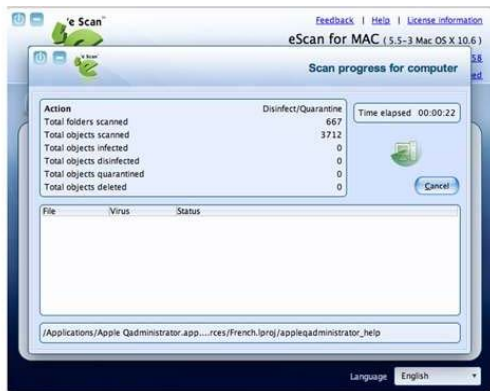 e Scan
Feedback | Help | License information
eScan for MAC (5.5-3 Mac OS X 10.6)
58
ed
Scan progress for computer
Action Disinfect/Quarantine
Total folders scanned 667
Total objects scanned 3712
Total objects infected 0
Total objects disinfected 0
Total objects quarantined 0
Total objects deleted 0
Time elapsed 00:00:22
Cancel
File Virus Status
/Applications/Apple Qadministrator.app....rces/French.lproj/appleqadministrator_help
Language English